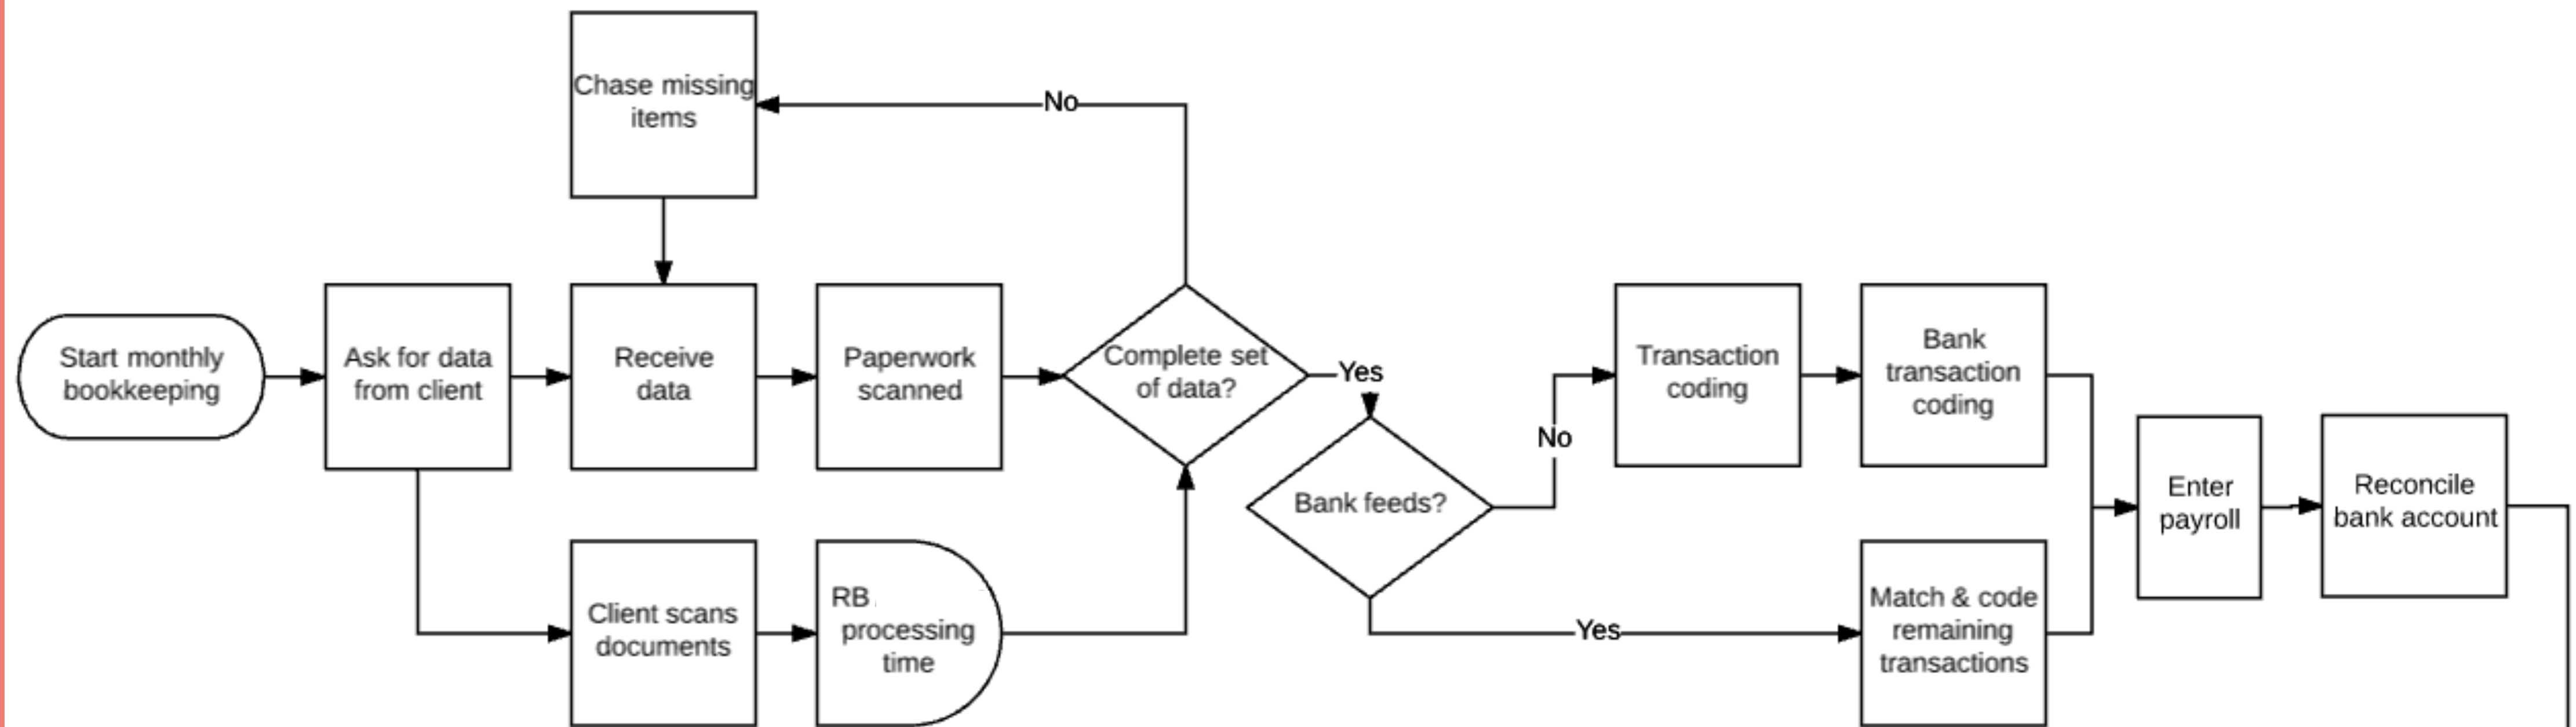 Chase missing
items
No
Start monthly
bookkeeping
Ask for data
from client
Receive
data
Paperwork
scanned
Complete set
of data?
Yes
Bank feeds?
No
Transaction
coding
Bank
transaction
coding
Enter
payroll
Reconcile
bank account
Client scans
documents
RB
processing
time
Yes
Match & code
remaining
transactions